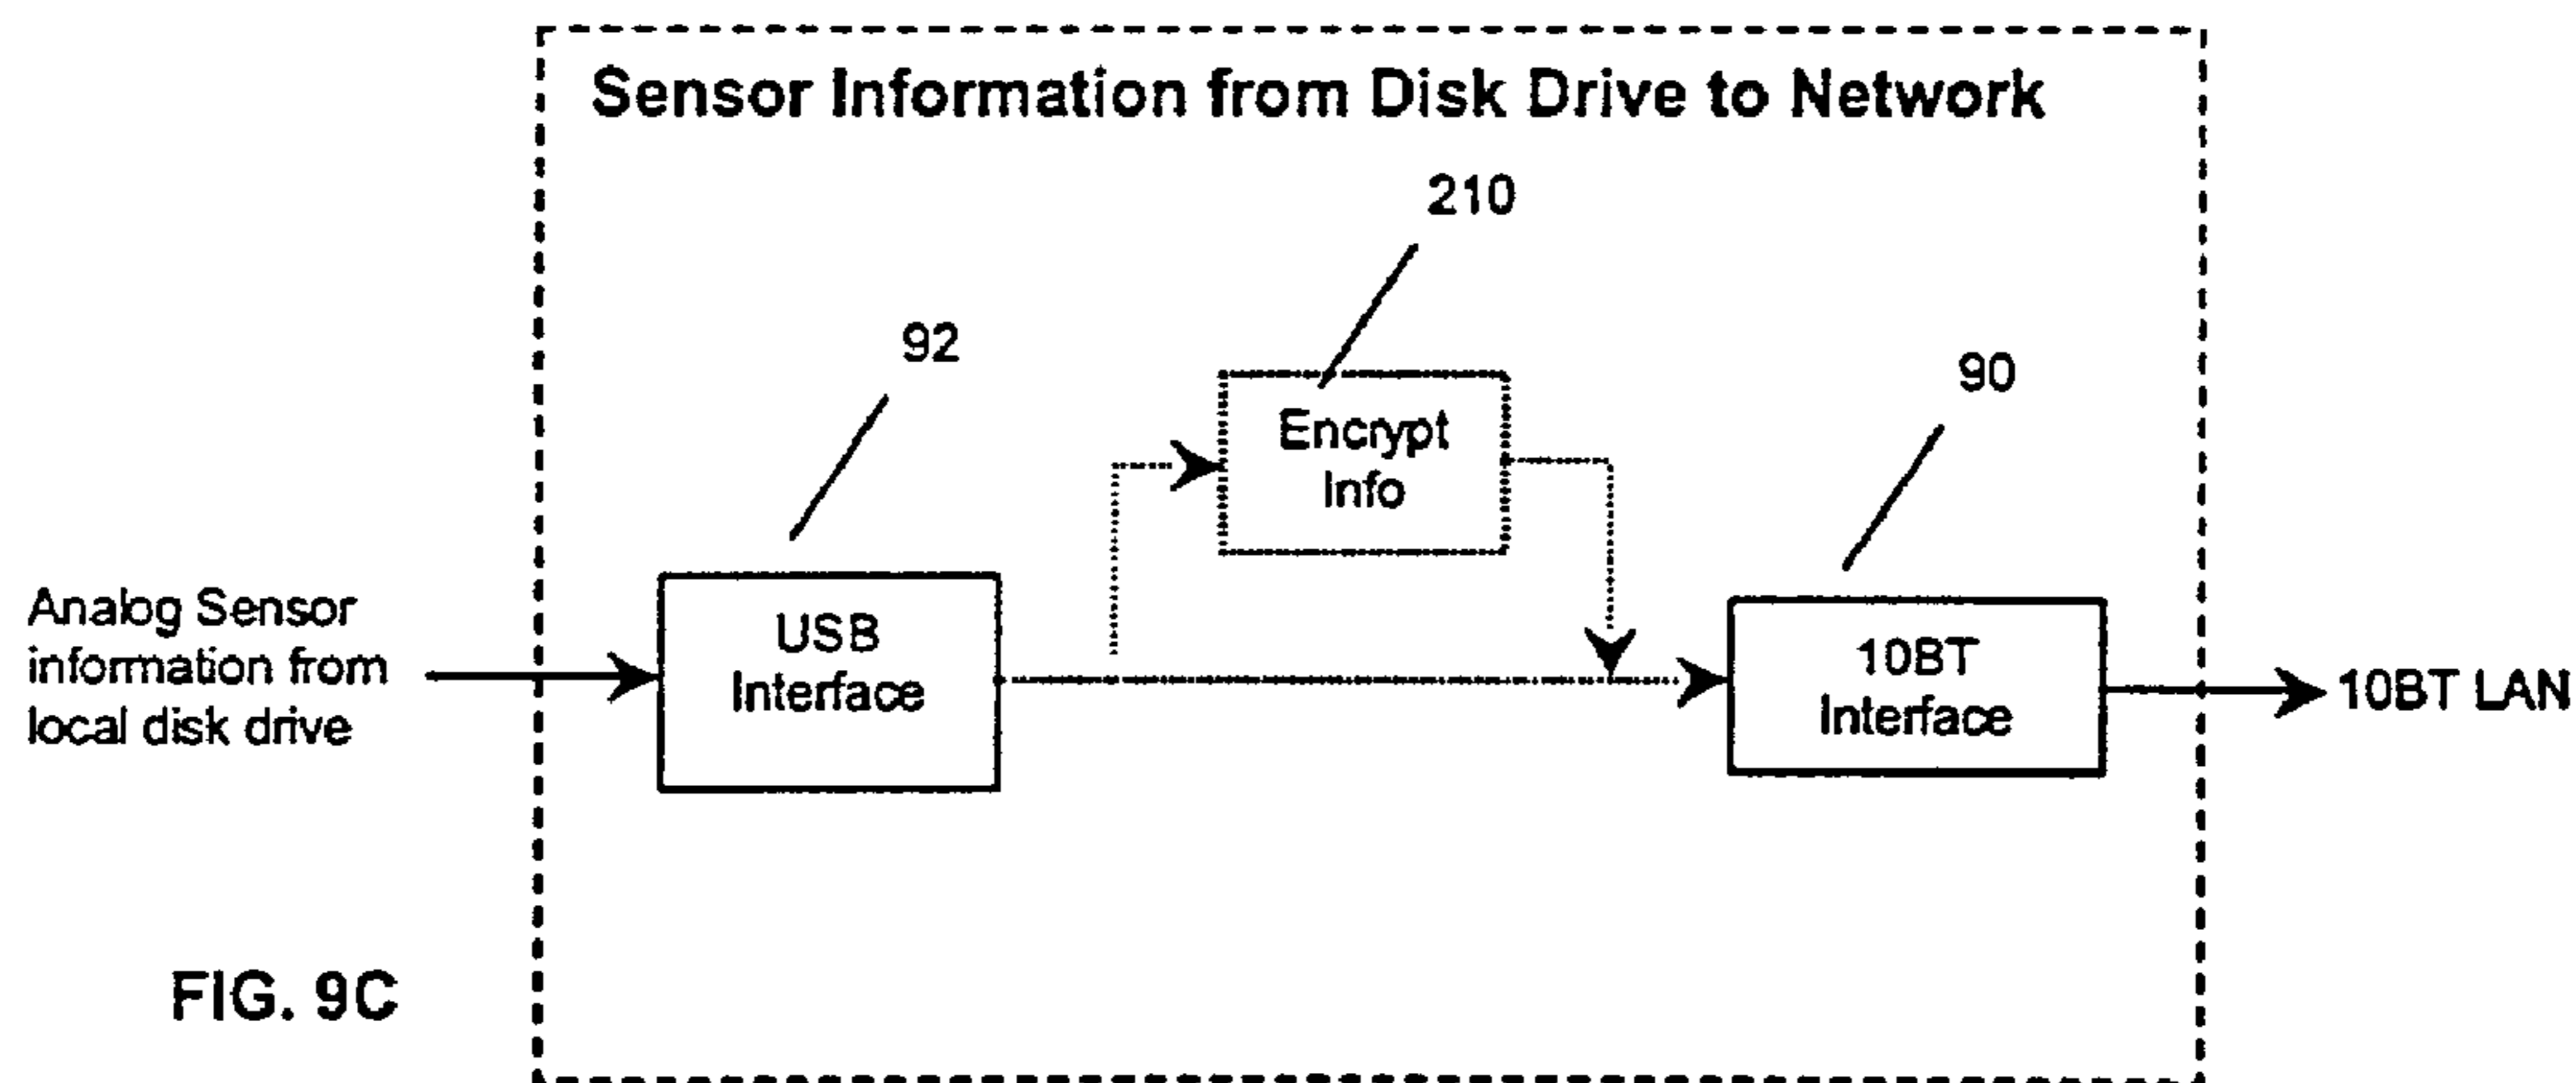 Sensor Information from Disk Drive to Network
210
92
90
Encrypt
Info
USB
Interface
10BT
Interface
Analog Sensor
information from
local disk drive
10BT LAN
FIG. 9C